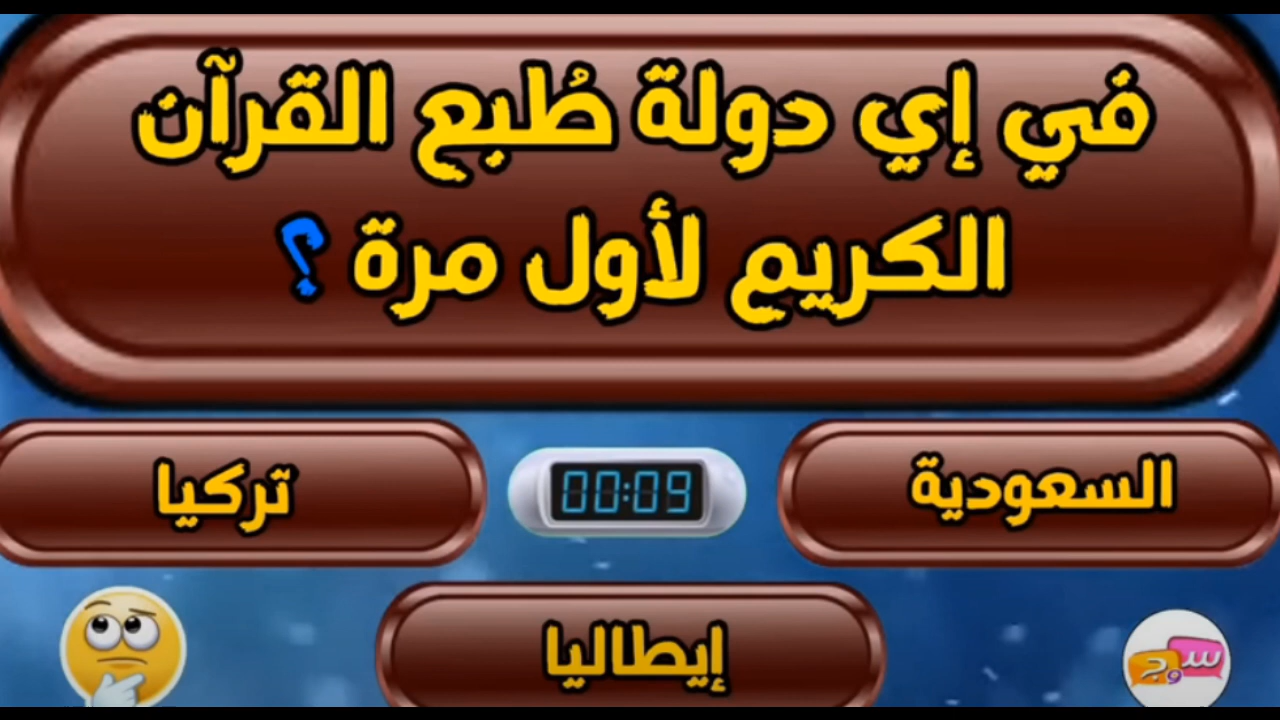 في إي دولة طُبع القرآن
الكريم لأول مرة ؟
السعودية
00:09
تركيا
إيطاليا
س و ج